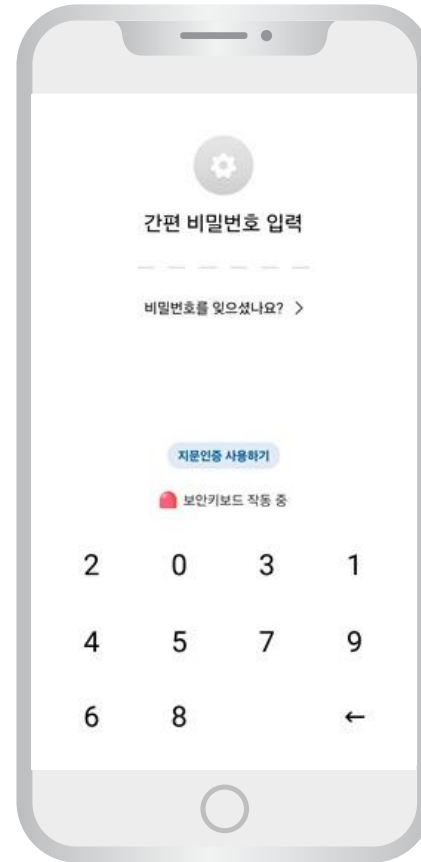 간편 비밀번호 입력
비밀번호를 잊으셨나요? >
지문인증 사용하기
보안키보드 작동 중
2 0 3 1
4 5 7 9
6 8 ←